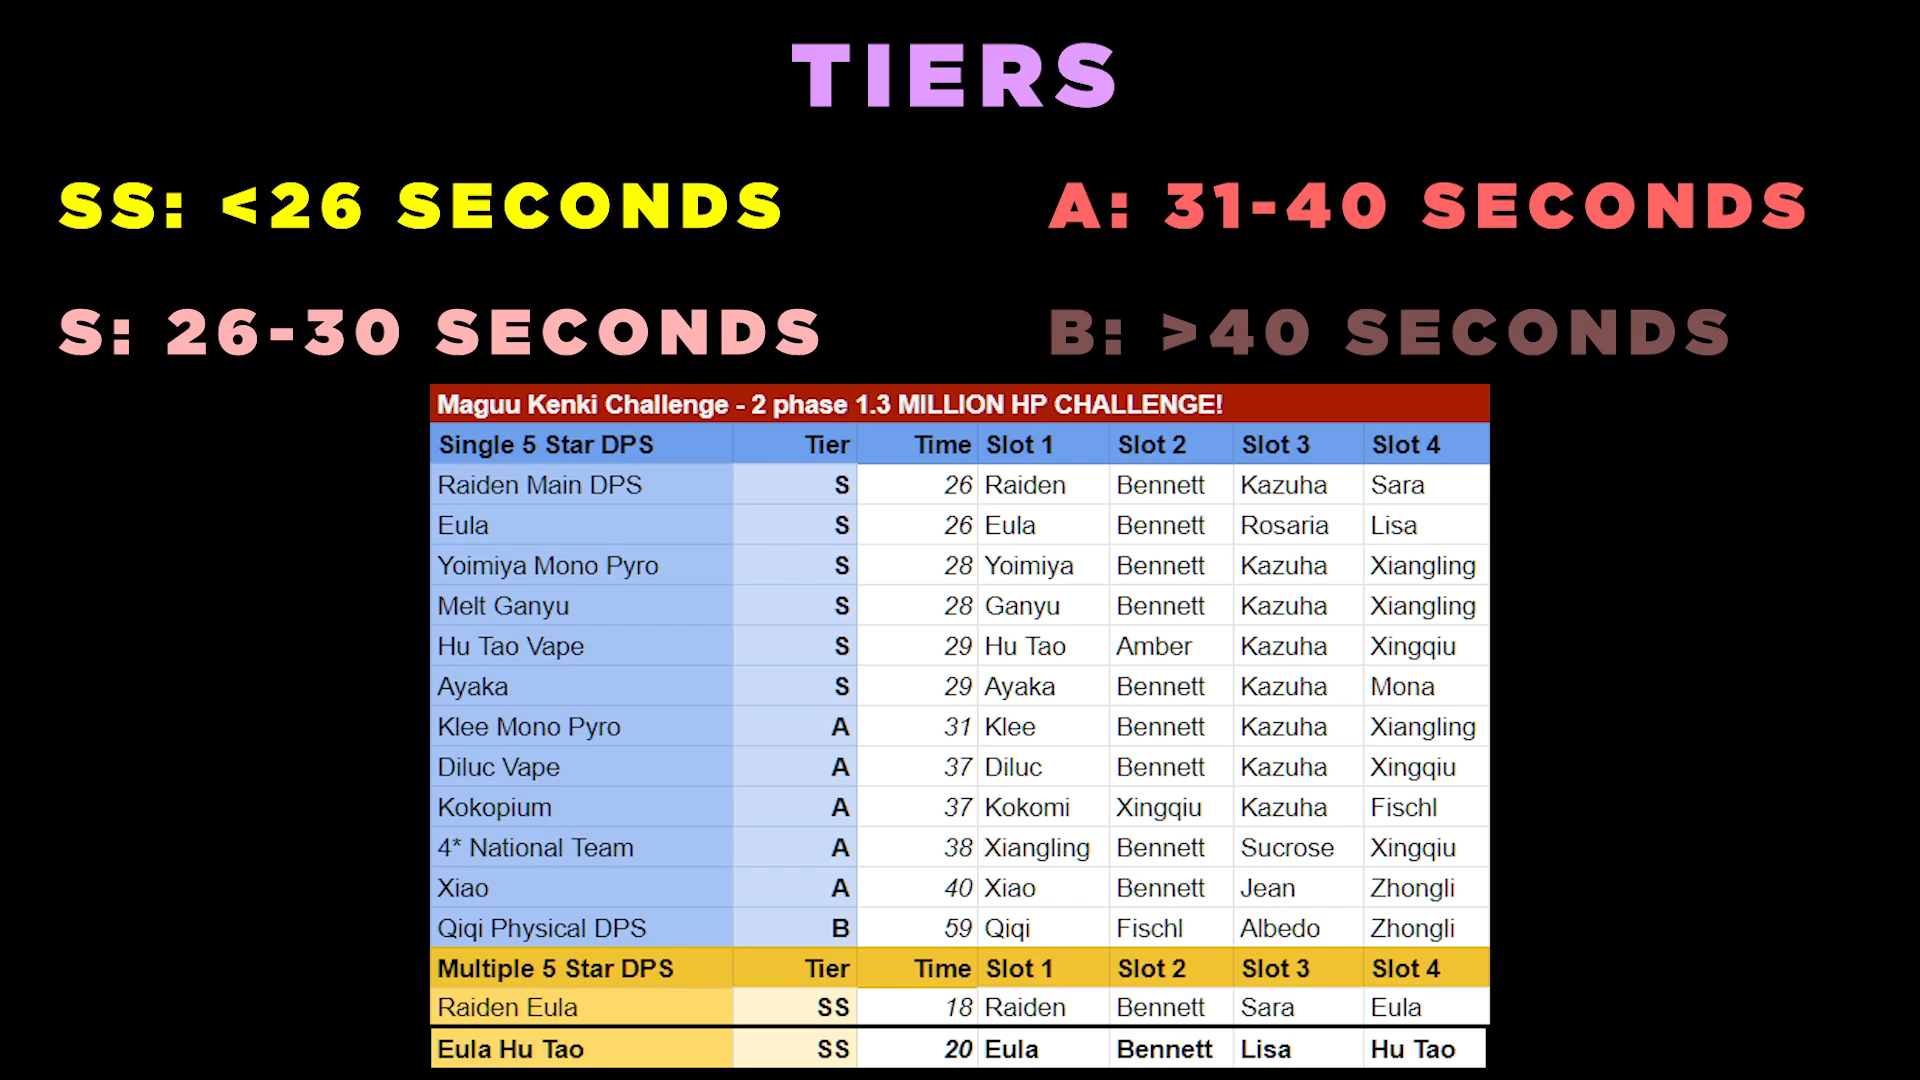 TIERS
SS: <26 SECONDS
A: 31-40 SECONDS
S: 26-30 SECONDS
B: >40 SECONDS
Maguu Kenki Challenge - 2 phase 1.3 MILLION HP CHALLENGE!
Single 5 Star DPS Tier Time Slot 1 Slot 2 Slot 3 Slot 4
Raiden Main DPS S 26 Raiden Bennett Kazuha Sara
Eula S 26 Eula Bennett Rosaria Lisa
Yoimiya Mono Pyro S 28 Yoimiya Bennett Kazuha Xiangling
Melt Ganyu S 28 Ganyu Bennett Kazuha Xiangling
Hu Tao Vape S 29 Hu Tao Amber Kazuha Xingqiu
Ayaka S 29 Ayaka Bennett Kazuha Mona
Klee Mono Pyro A 31 Klee Bennett Kazuha Xiangling
Diluc Vape A 37 Diluc Bennett Kazuha Xingqiu
Kokopium A 37 Kokomi Xingqiu Kazuha Fischl
4* National Team A 38 Xiangling Bennett Sucrose Xingqiu
Xiao A 40 Xiao Bennett Jean Zhongli
Qiqi Physical DPS B 59 Qiqi Fischl Albedo Zhongli
Multiple 5 Star DPS Tier Time Slot 1 Slot 2 Slot 3 Slot 4
Raiden Eula SS 18 Raiden Bennett Sara Eula
Eula Hu Tao SS 20 Eula Bennett Lisa Hu Tao